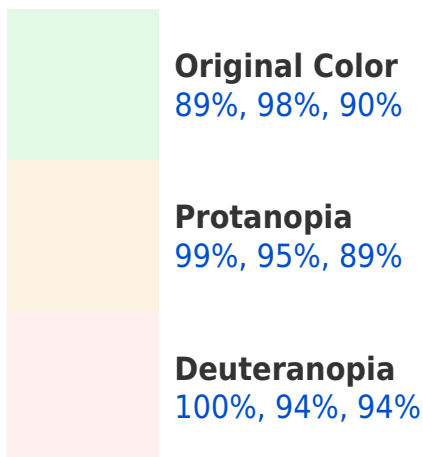 Original Color
89%, 98%, 90%
Protanopia
99%, 95%, 89%
Deuteranopia
100%, 94%, 94%